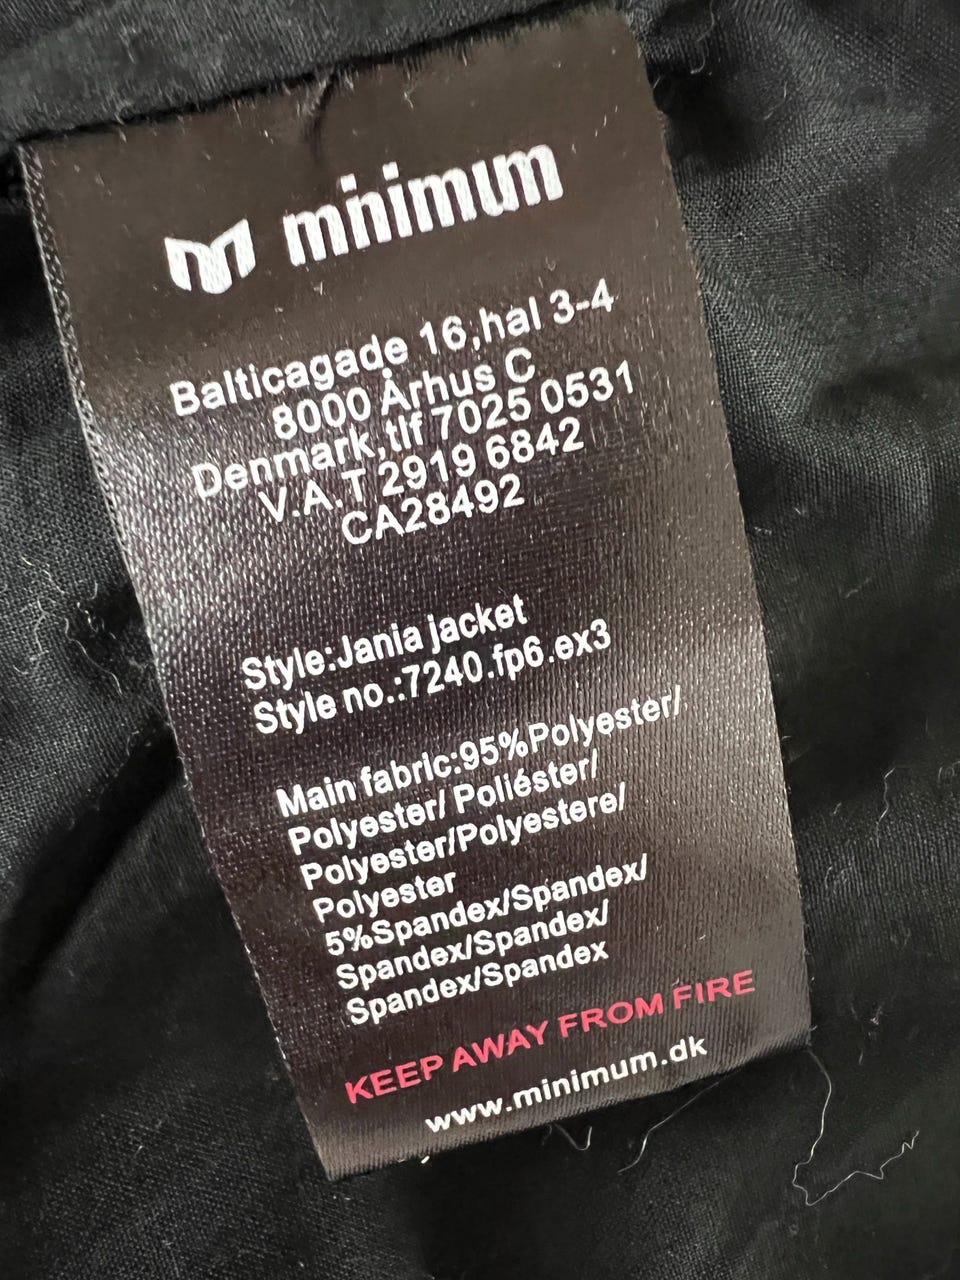 minimum
Balticagade 16,hal 3-4
8000 Århus C
Denmark,tlf 7025 0531
V.A.T 2919 6842
CA28492
Style:Jania jacket
Style no.:7240.fp6.ex3
Main fabric:95%Polyester/
Polyester/ Poliéster/
Polyester/Polyestere/
Polyester
5%Spandex/Spandex/
Spandex/Spandex/
Spandex/Spandex
KEEP AWAY FROM FIRE
www.minimum.dk